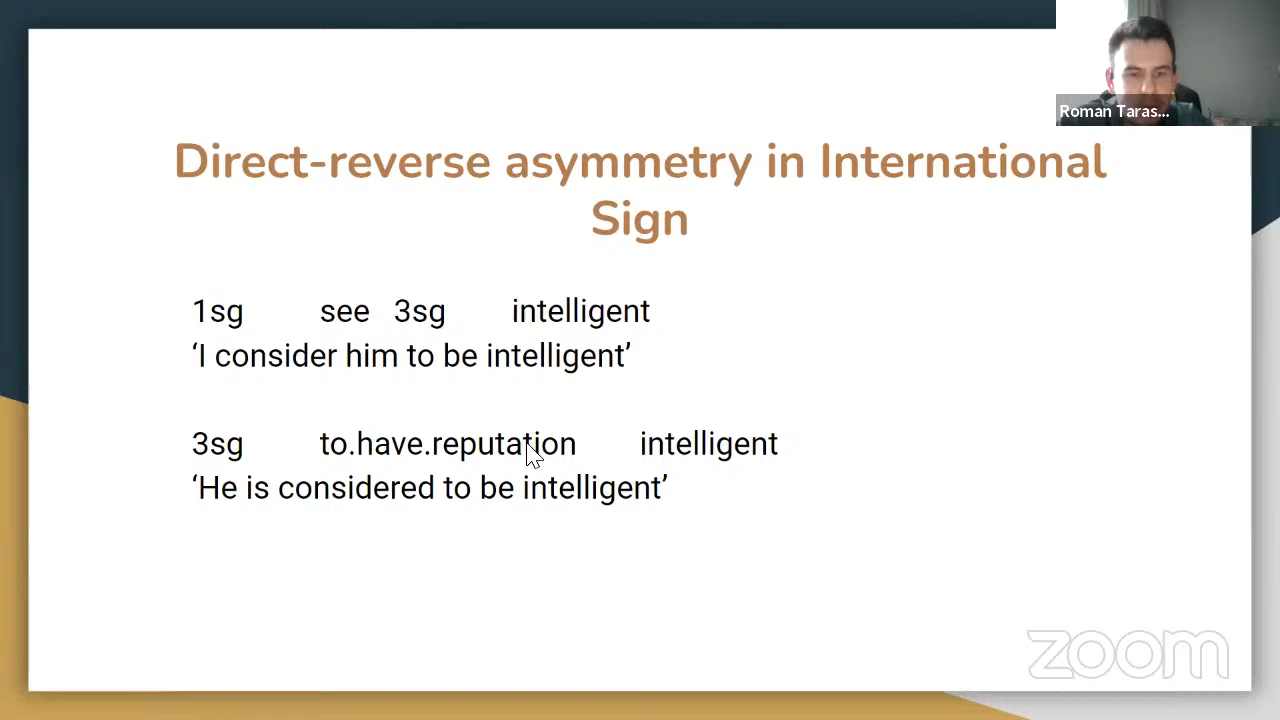 Roman Taras...
Direct-reverse asymmetry in International
Sign
1sg see 3sg intelligent
‘I consider him to be intelligent’
3sg to.have.reputation intelligent
‘He is considered to be intelligent’
zoom